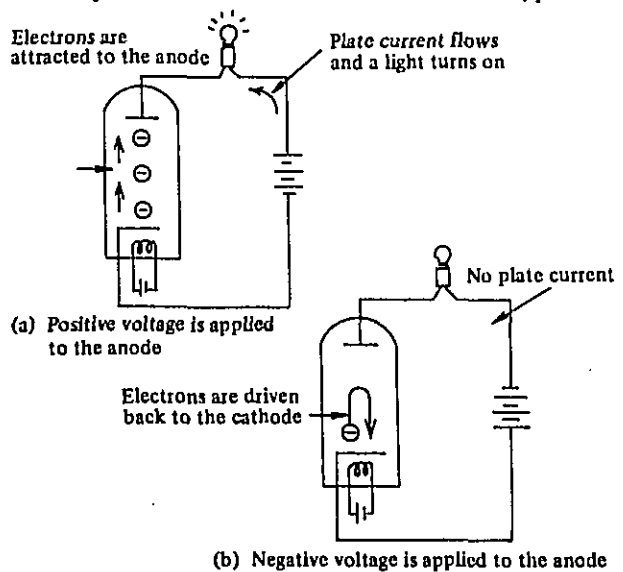 Electrons are
attracted to the anode
Plate current flows
and a light turns on
(a) Positive voltage is applied
to the anode
No plate current
Electrons are driven
back to the cathode
(b) Negative voltage is applied to the anode